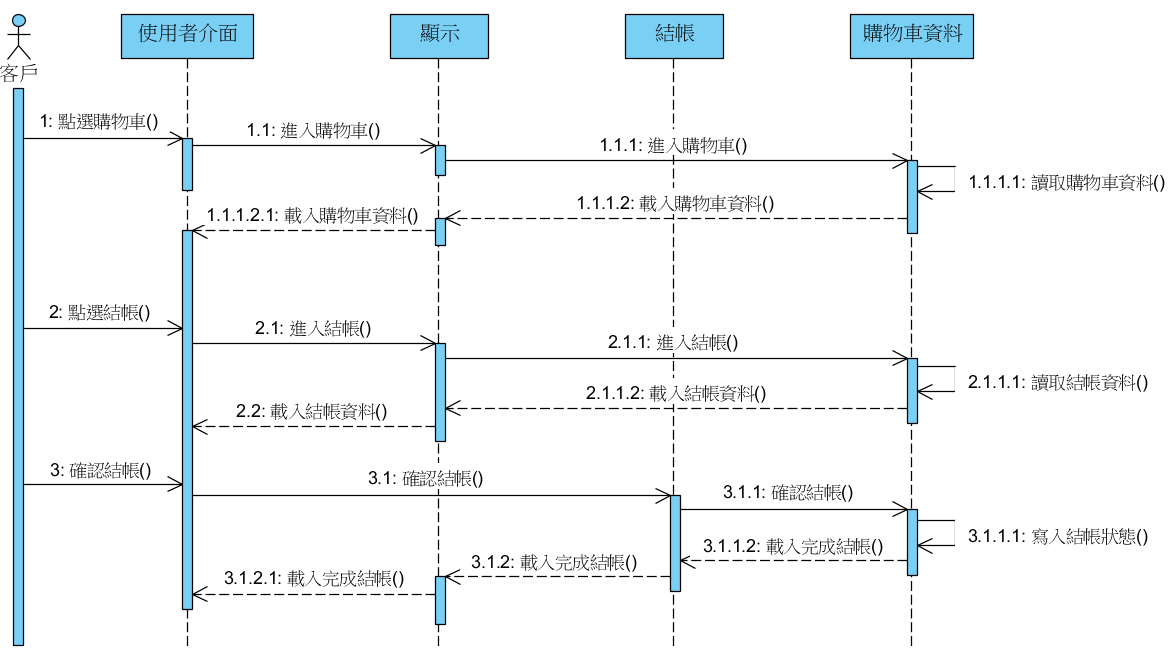 使用者介面
顯示
結帳
購物車資料
客戶
1: 點選購物車()
1.1: 進入購物車()
1.1.1: 進入購物車()
1.1.1.1: 讀取購物車資料()
1.1.1.2: 載入購物車資料()
1.1.1.2.1: 載入購物車資料()
2: 點選結帳()
2.1: 進入結帳()
2.1.1: 進入結帳()
2.1.1.1: 讀取結帳資料()
2.1.1.2: 載入結帳資料()
2.2: 載入結帳資料()
3: 確認結帳()
3.1: 確認結帳()
3.1.1: 確認結帳()
3.1.1.1: 寫入結帳狀態()
3.1.1.2: 載入完成結帳()
3.1.2: 載入完成結帳()
3.1.2.1: 載入完成結帳()